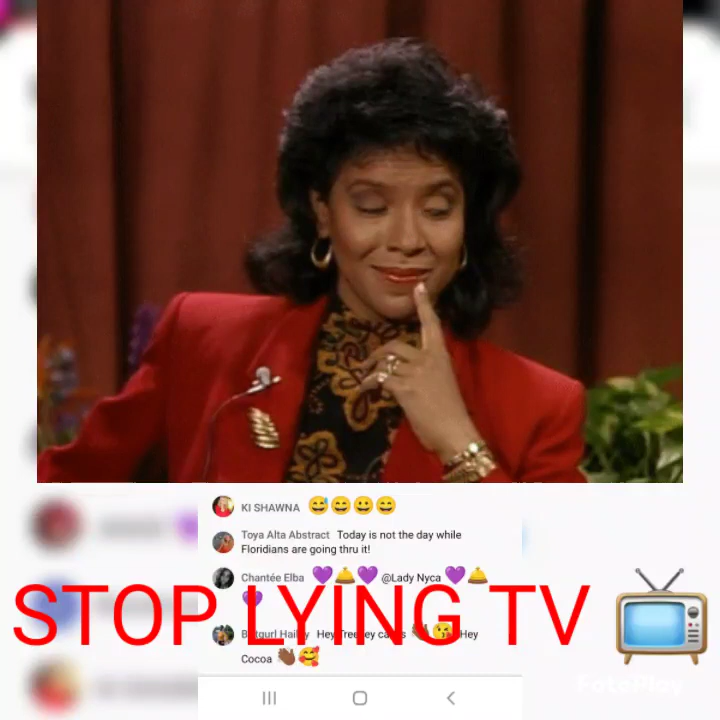 KI SHAWNA 😅😄😀😄
Toya Alta Abstract Today is not the day while
Floridians are going thru it!
Chantée Elba 💜🛎️💜 @Lady Nyca 💜🛎️
💜
STOP LYING TV 📺
Hey
Hey
Cocoa 👋🏾🥰
FotoPlay